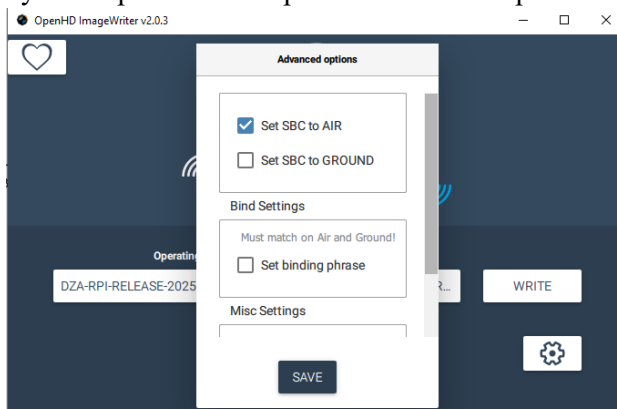 OpenHD ImageWriter v2.0.3
Advanced options
Set SBC to AIR
Set SBC to GROUND
Bind Settings
Must match on Air and Ground!
Operating
Set binding phrase
DZA-RPI-RELEASE-2025
R...
WRITE
Misc Settings
SAVE